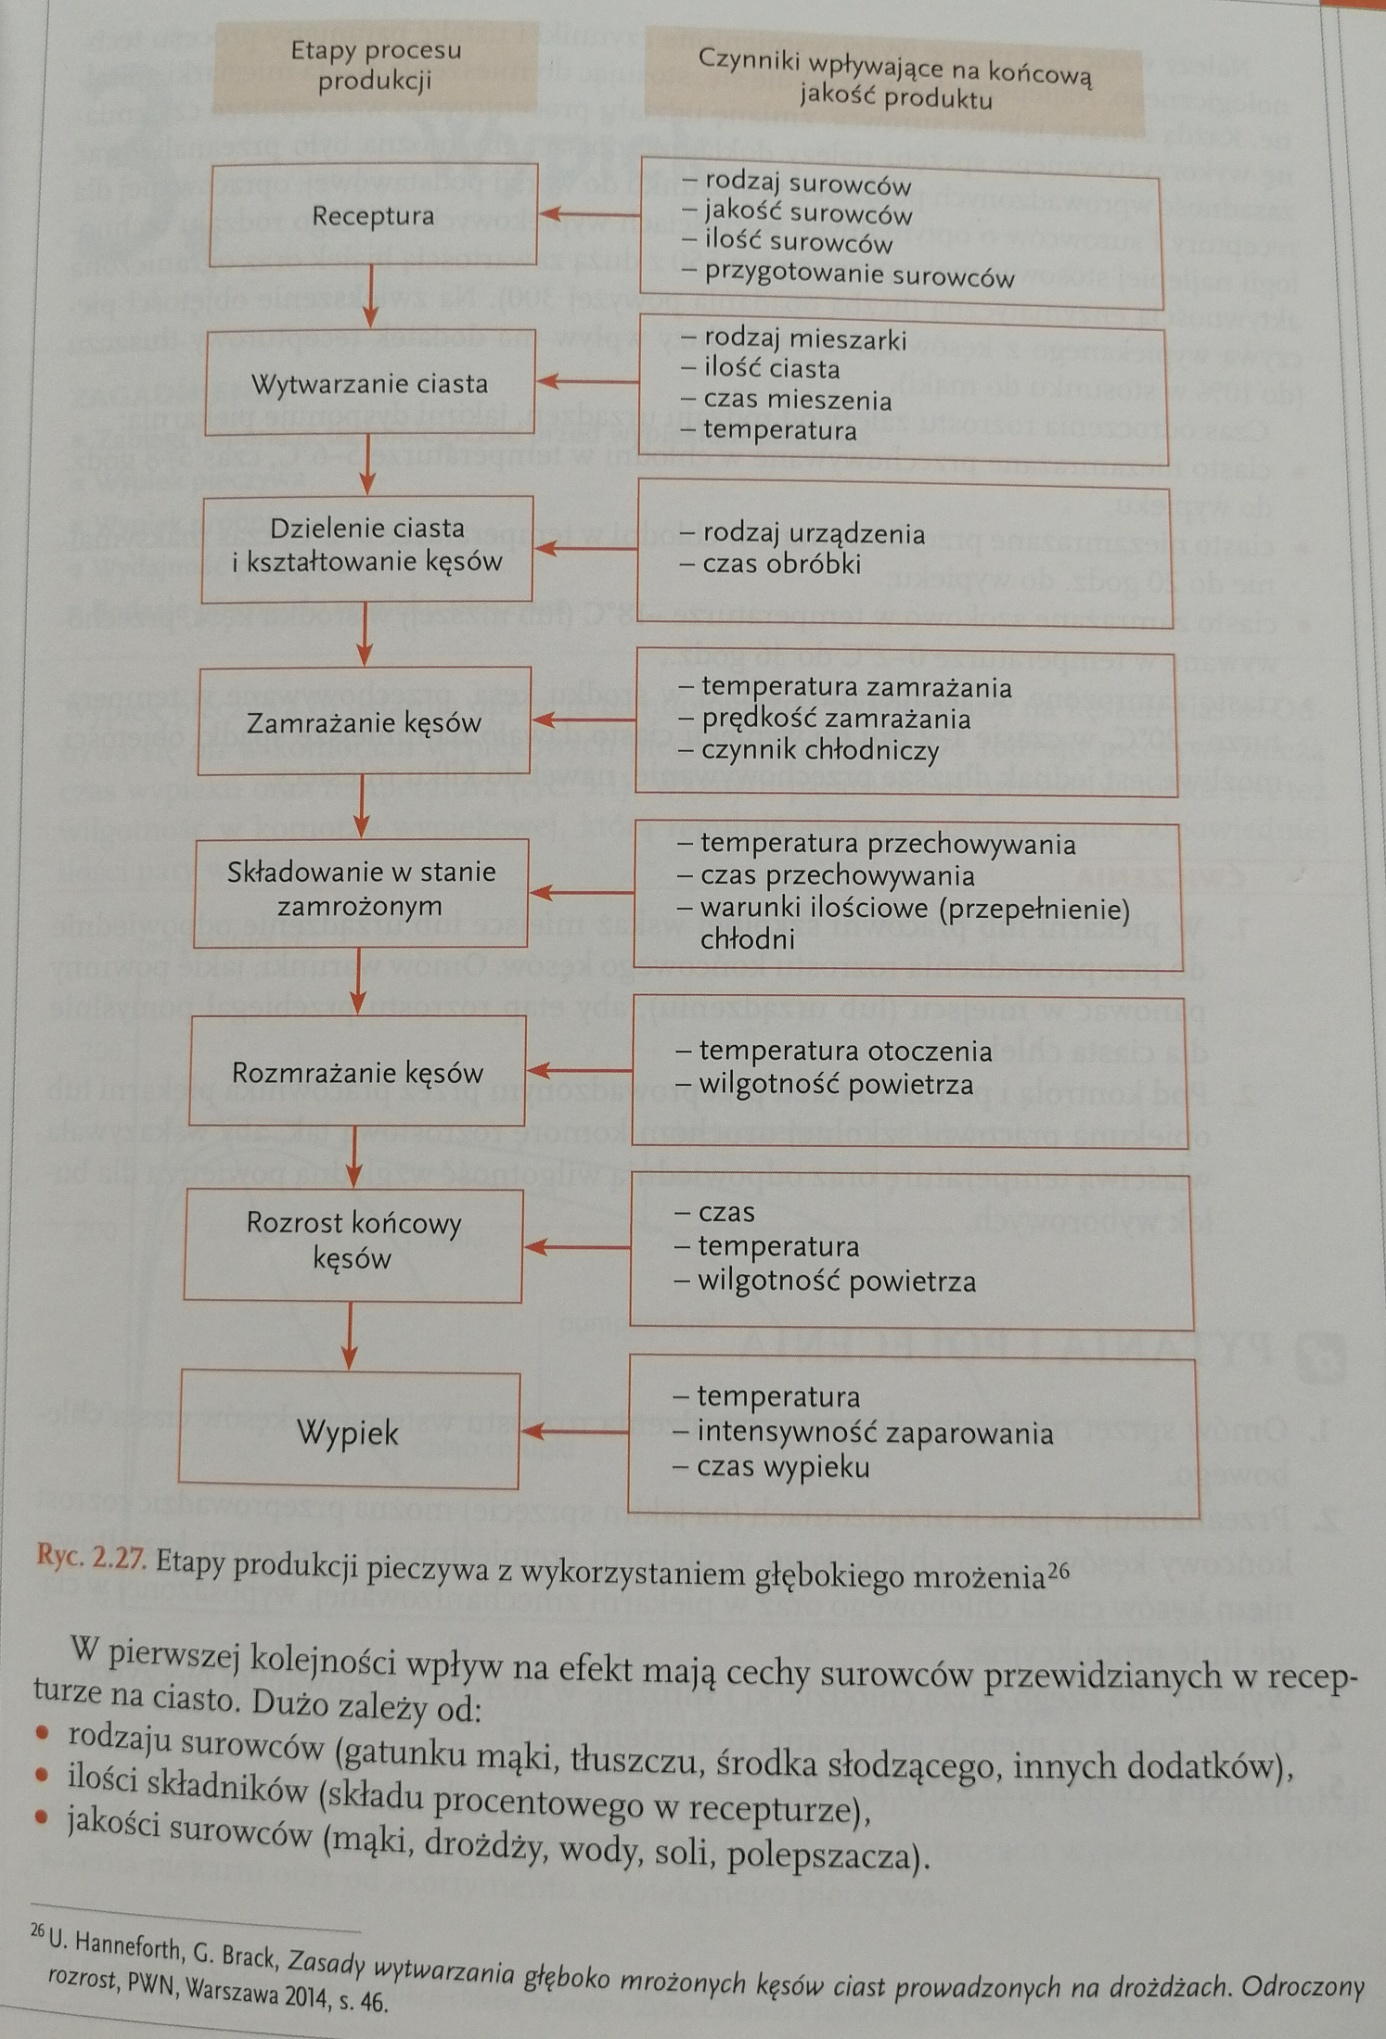 Etapy procesu
produkcji
Czynniki wpływające na końcową
jakość produktu
Receptura
– rodzaj surowców
– jakość surowców
– ilość surowców
– przygotowanie surowców
Wytwarzanie ciasta
– rodzaj mieszarki
– ilość ciasta
– czas mieszenia
– temperatura
Dzielenie ciasta
i kształtowanie kęsów
– rodzaj urządzenia
– czas obróbki
Zamrażanie kęsów
– temperatura zamrażania
– prędkość zamrażania
– czynnik chłodniczy
Składowanie w stanie
zamrożonym
– temperatura przechowywania
– czas przechowywania
– warunki ilościowe (przepełnienie)
chłodni
Rozmrażanie kęsów
– temperatura otoczenia
– wilgotność powietrza
Rozrost końcowy
kęsów
– czas
– temperatura
– wilgotność powietrza
Wypiek
– temperatura
– intensywność zaparowania
– czas wypieku
Ryc. 2.27. Etapy produkcji pieczywa z wykorzystaniem głębokiego mrożenia26
W pierwszej kolejności wpływ na efekt mają cechy surowców przewidzianych w recep-
turze na ciasto. Dużo zależy od:
• rodzaju surowców (gatunku mąki, tłuszczu, środka słodzącego, innych dodatków),
• ilości składników (składu procentowego w recepturze),
• jakości surowców (mąki, drożdży, wody, soli, polepszacza).
26 U. Hanneforth, G. Brack, Zasady wytwarzania głęboko mrożonych kęsów ciast prowadzonych na drożdżach. Odroczony
rozrost, PWN, Warszawa 2014, s. 46.